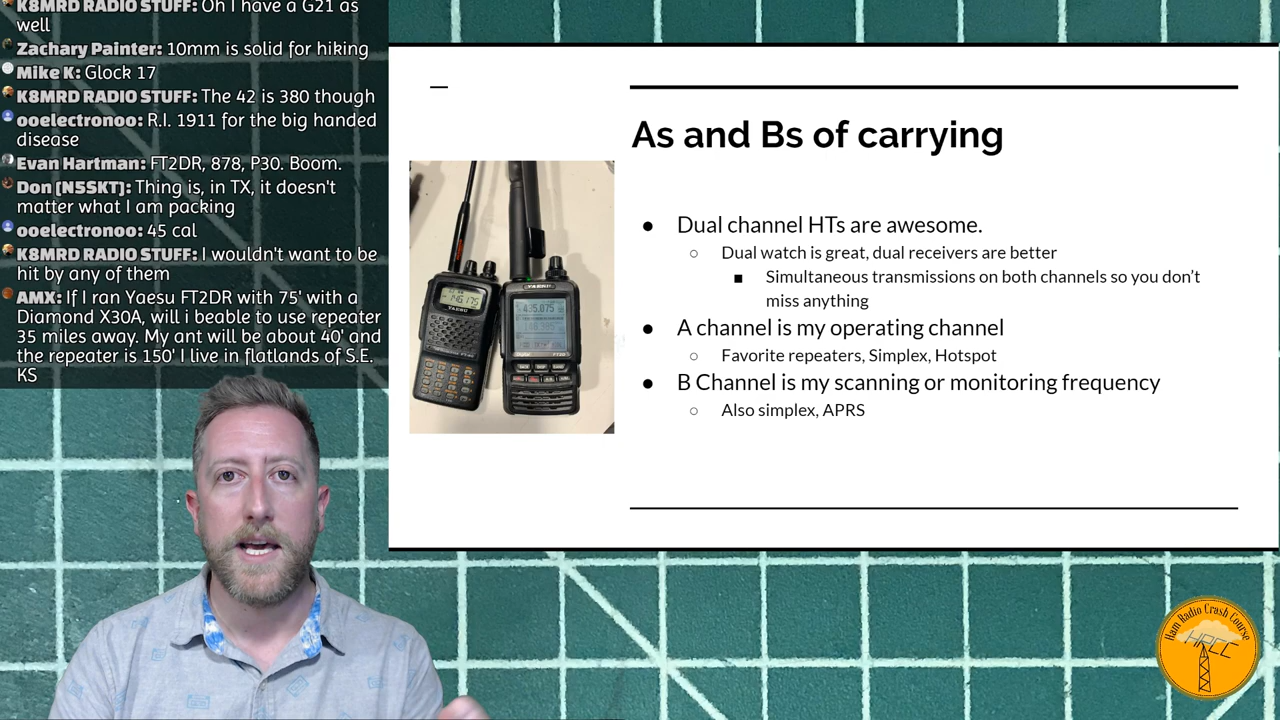 K8MRD RADIO STUFF: Oh I have a G21 as
well
Zachary Painter: 10mm is solid for hiking
Mike K: Glock 17
K8MRD RADIO STUFF: The 42 is 380 though
ooelectronoo: R.I. 1911 for the big handed
disease
Evan Hartman: FT2DR, 878, P30. Boom.
Don (N5SKT): Thing is, in TX, it doesn't
matter what I am packing
ooelectronoo: 45 cal
K8MRD RADIO STUFF: I wouldn't want to be
hit by any of them
AMX: If I ran Yaesu FT2DR with 75' with a
Diamond X30A, will i beable to use repeater
35 miles away. My ant will be about 40' and
the repeater is 150' I live in flatlands of S.E.
KS
As and Bs of carrying
● Dual channel HTs are awesome.
○ Dual watch is great, dual receivers are better
■ Simultaneous transmissions on both channels so you don't
miss anything
● A channel is my operating channel
○ Favorite repeaters, Simplex, Hotspot
● B Channel is my scanning or monitoring frequency
○ Also simplex, APRS
YAESU
YAESU
435.075
Ham Radio Crash Course
HRCC